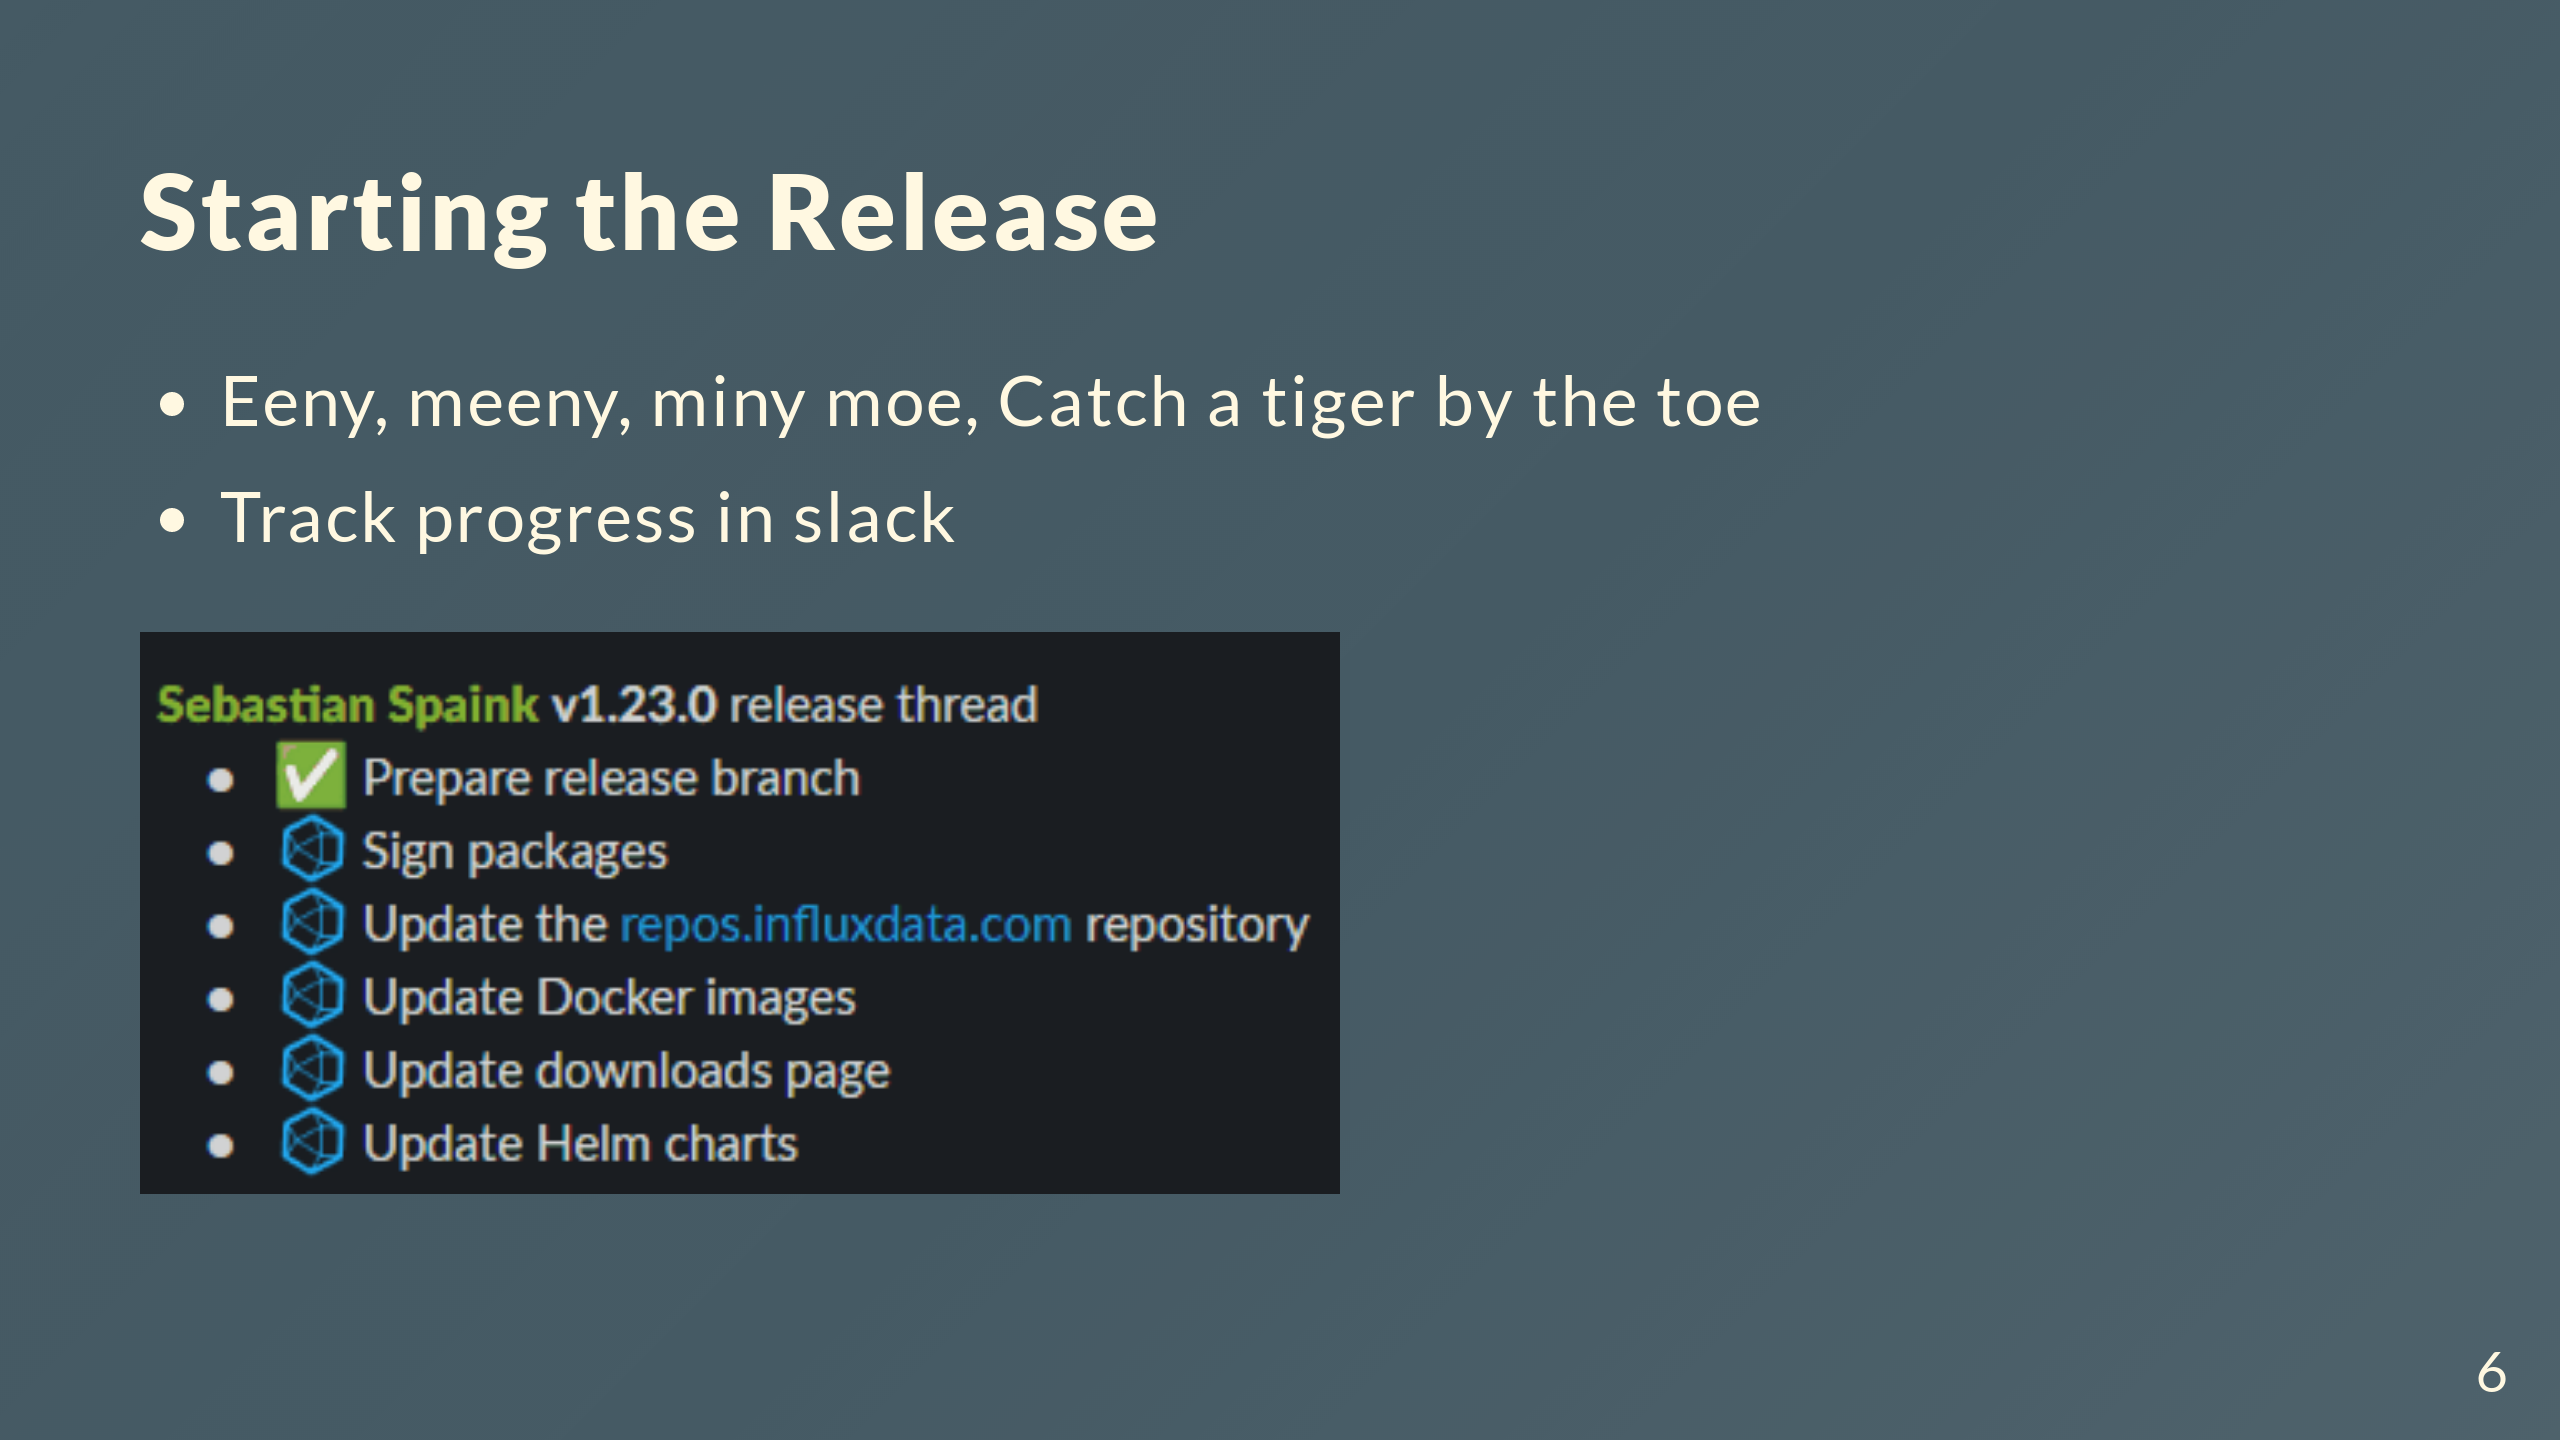 Starting the Release
• Eeny, meeny, miny moe, Catch a tiger by the toe
• Track progress in slack
Sebastian Spaink v1.23.0 release thread
• ✅ Prepare release branch
• Sign packages
• Update the repos.influxdata.com repository
• Update Docker images
• Update downloads page
• Update Helm charts
6